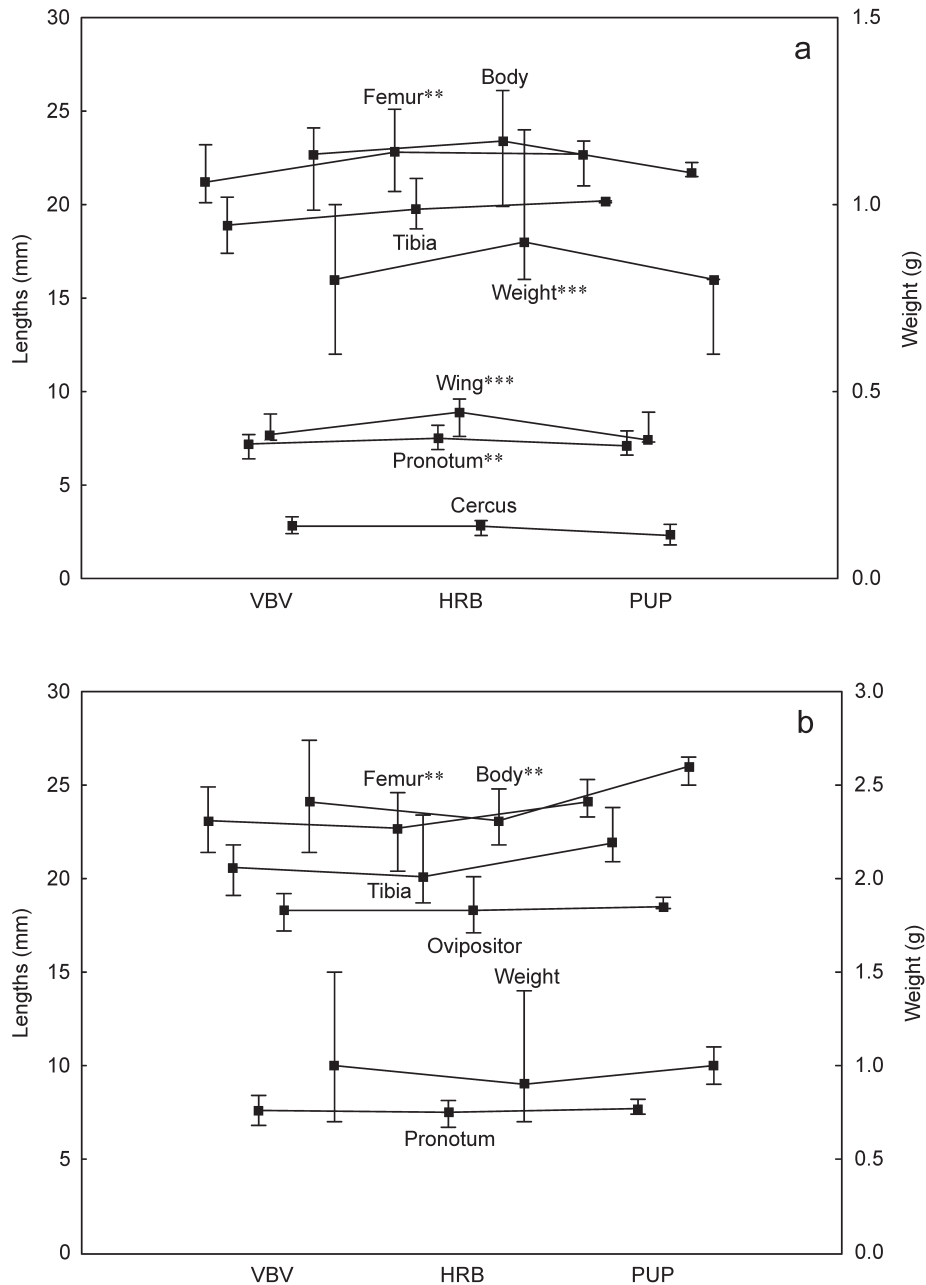 30
1.5
a
Body
Femur**
25
20
1.0
Tibia
Lengths (mm)
Weight (g)
Weight***
15
Wing***
10
0.5
Pronotum**
5
Cercus
0
0.0
VBV
HRB
PUP
30
3.0
b
Femur**
Body**
25
2.5
Tibia
20
2.0
Ovipositor
Lengths (mm)
Weight (g)
Weight
15
1.5
10
1.0
Pronotum
5
0.5
0
0.0
VBV
HRB
PUP